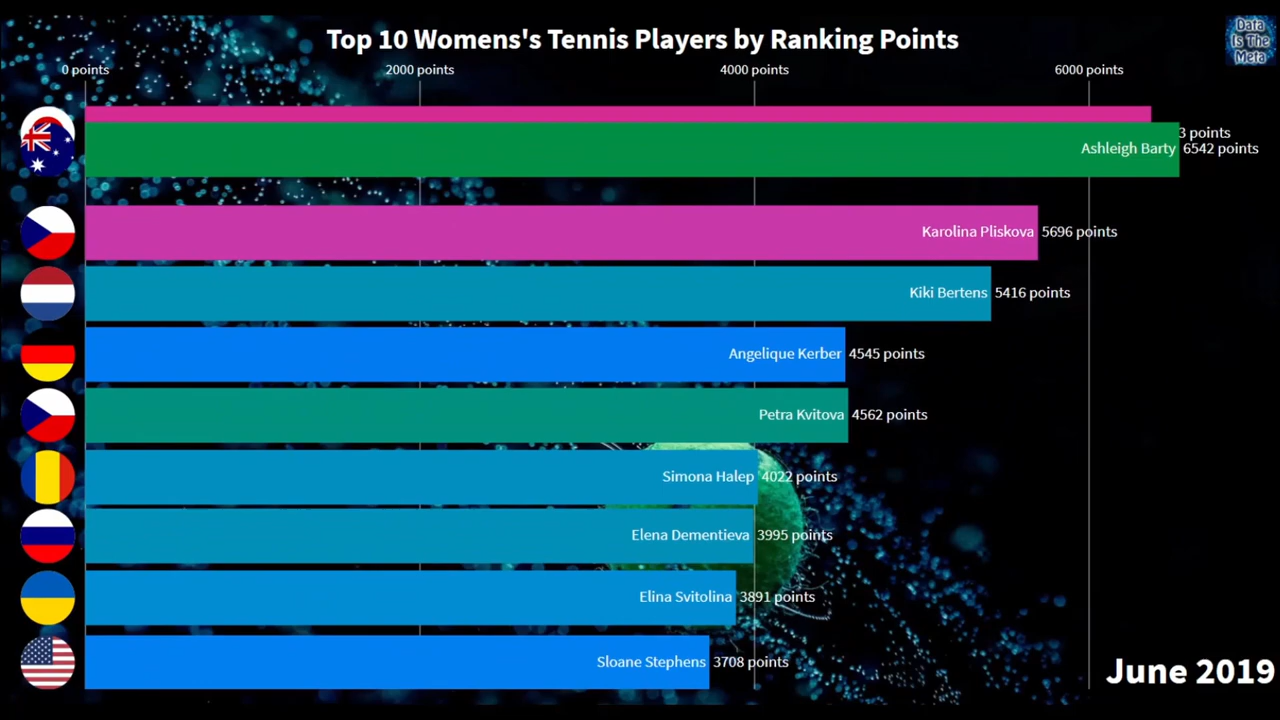 Top 10 Womens's Tennis Players by Ranking Points
Data
Is The
Meta
0 points 2000 points 4000 points 6000 points
3 points
Ashleigh Barty 6542 points
Karolina Pliskova 5696 points
Kiki Bertens 5416 points
Angelique Kerber 4545 points
Petra Kvitova 4562 points
Simona Halep 4022 points
Elena Dementieva 3995 points
Elina Svitolina 3891 points
Sloane Stephens 3708 points
June 2019